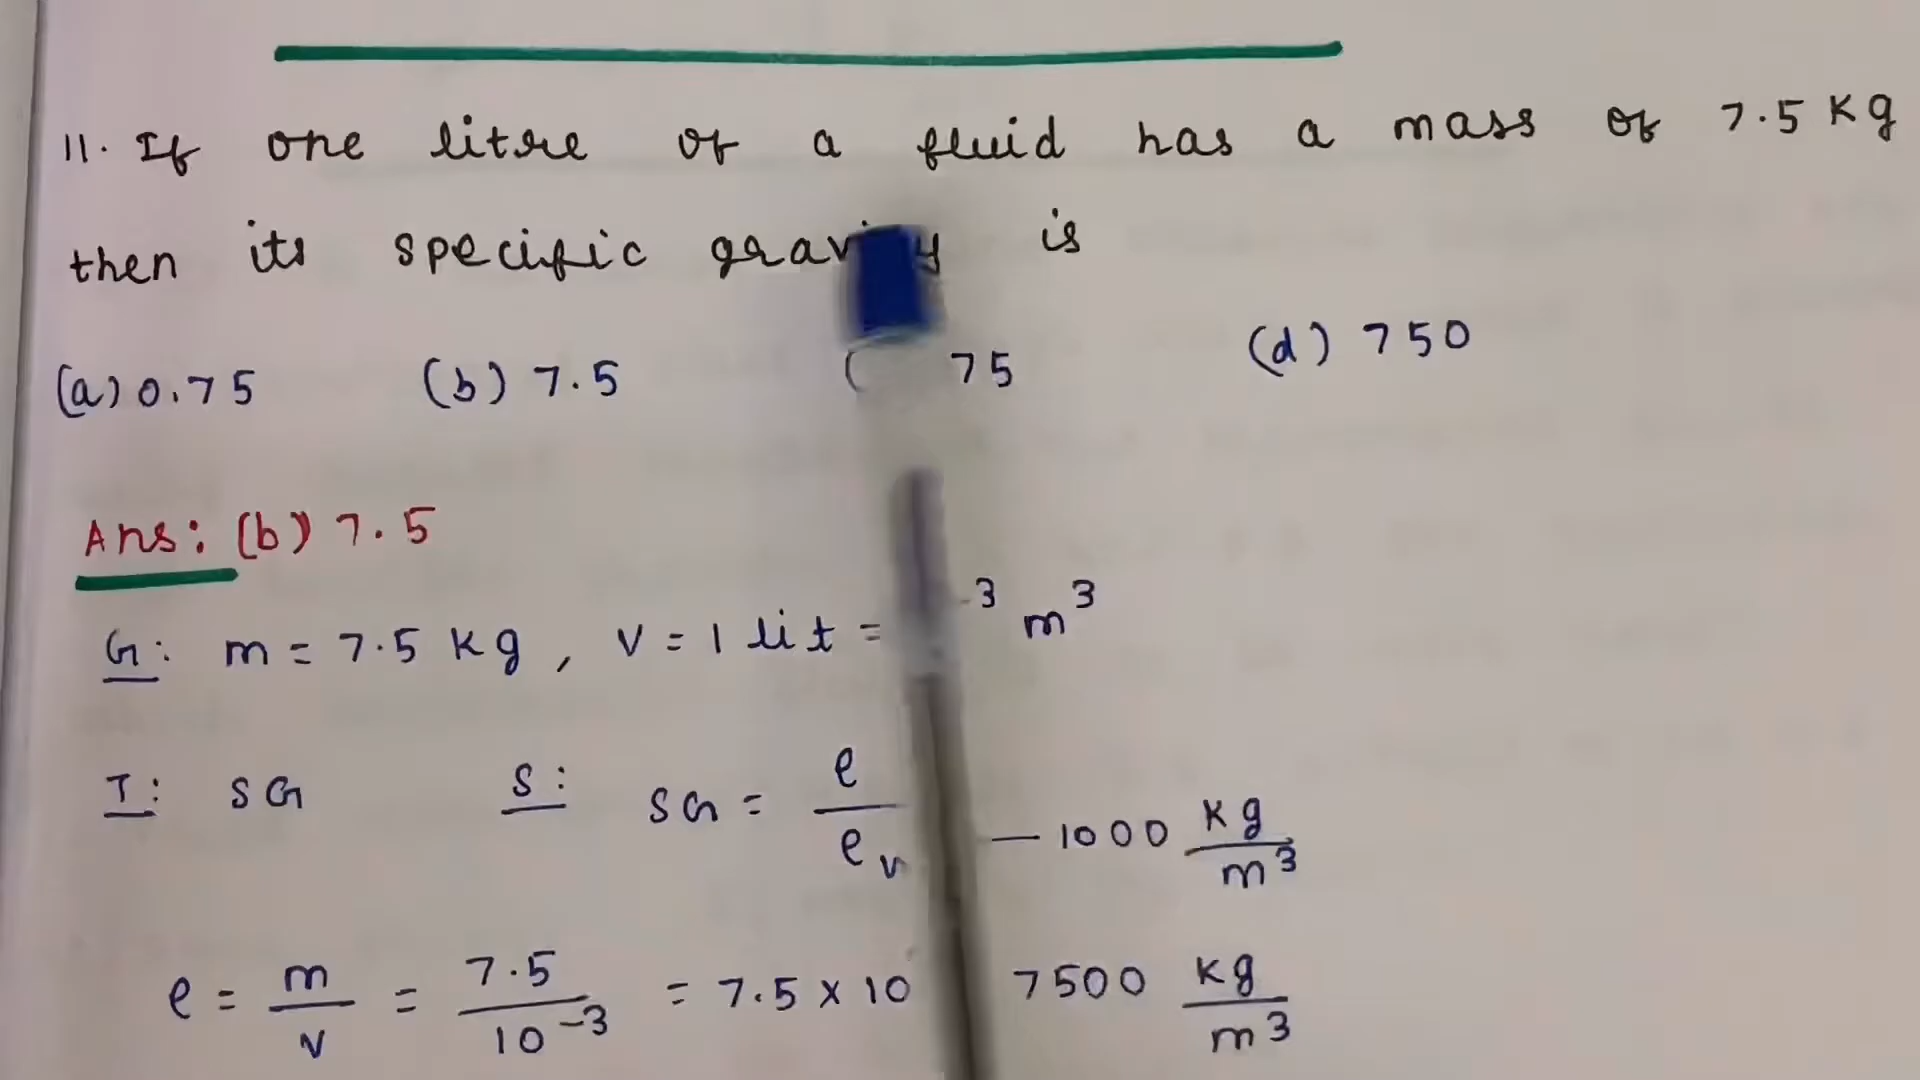 11. If one litre of a fluid has a mass of 7.5 kg
then its specific is
(a) 0.75 (b) 7.5 ( 75 (d) 750
Ans: (b) 7.5
G: m = 7.5 kg, v = 1 lit = -3 m³
I: SG S: SG = ρ/ρ — 1000 kg/m³
ρ = m/v = 7.5/10⁻³ = 7.5 × 10 7500 kg/m³